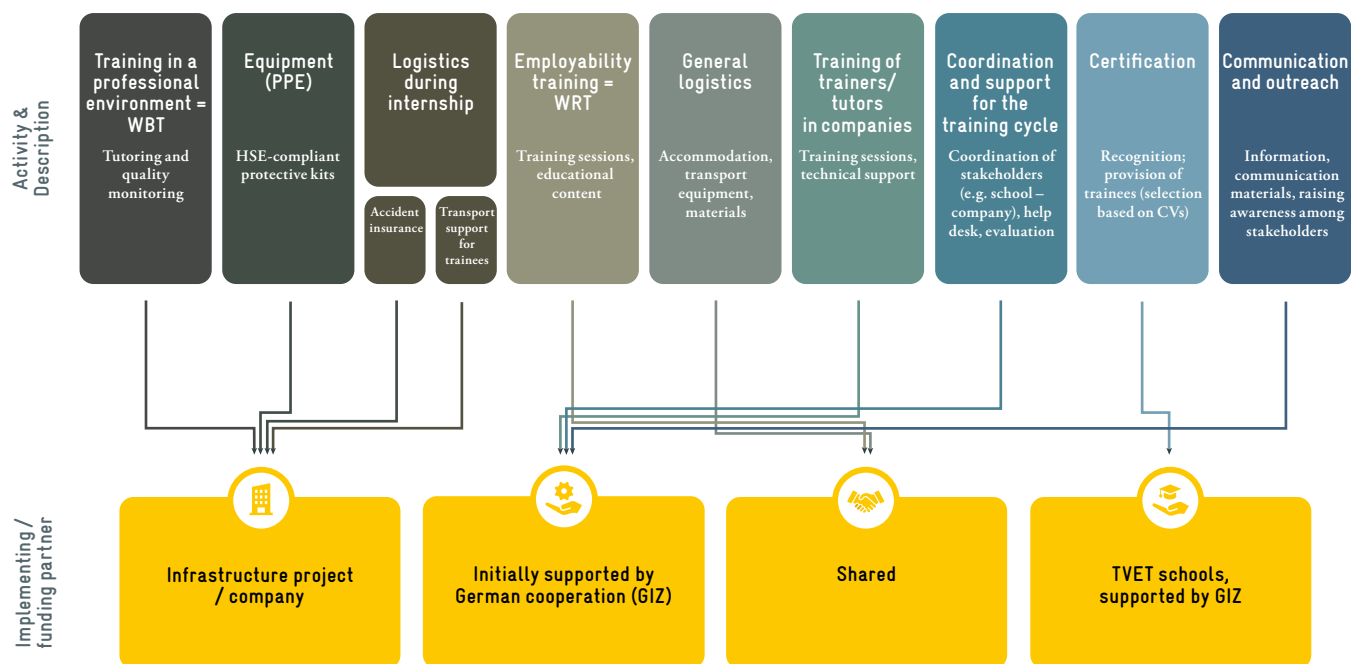 Activity &
Description
Training in a
professional
environment =
WBT
Tutoring and
quality
monitoring
Equipment
(PPE)
HSE-compliant
protective kits
Logistics
during
internship
Accident
insurance
Transport
support
for
trainees
Employability
training =
WRT
Training sessions,
educational
content
General
logistics
Accommodation,
transport
equipment,
materials
Training of
trainers/
tutors
in companies
Training sessions,
technical support
Coordination
and support
for the
training cycle
Coordination of
stakeholders
(e.g. school –
company), help
desk, evaluation
Certification
Recognition;
provision of
trainees (selection
based on CVs)
Communication
and outreach
Information,
communication
materials, raising
awareness among
stakeholders
Implementing/
funding partner
Infrastructure project
/ company
Initially supported by
German cooperation (GIZ)
Shared
TVET schools,
supported by GIZ